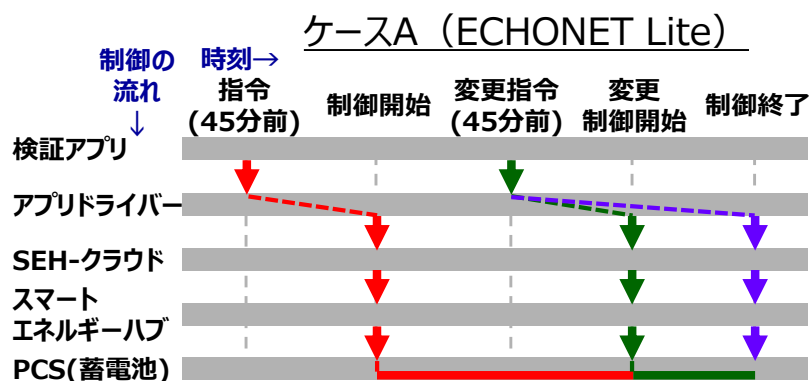 ケースA（ECHONET Lite）
制御の
流れ
↓
時刻→
指令
(45分前)
制御開始
変更指令
(45分前)
変更
制御開始
制御終了
検証アプリ
アプリドライバー
SEH-クラウド
スマート
エネルギーハブ
PCS(蓄電池)